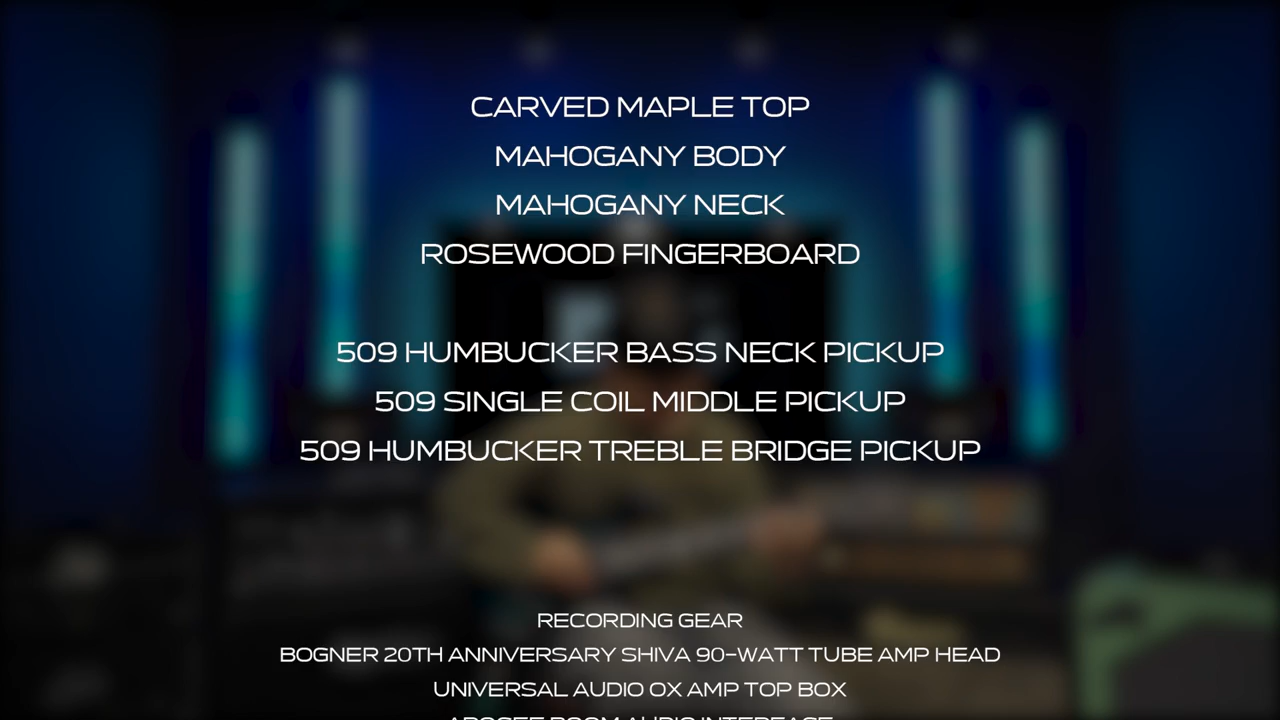 CARVED MAPLE TOP
MAHOGANY BODY
MAHOGANY NECK
ROSEWOOD FINGERBOARD
509 HUMBUCKER BASS NECK PICKUP
509 SINGLE COIL MIDDLE PICKUP
509 HUMBUCKER TREBLE BRIDGE PICKUP
RECORDING GEAR
BOGNER 20TH ANNIVERSARY SHIVA 90-WATT TUBE AMP HEAD
UNIVERSAL AUDIO OX AMP TOP BOX
AUDIO INTERFACE